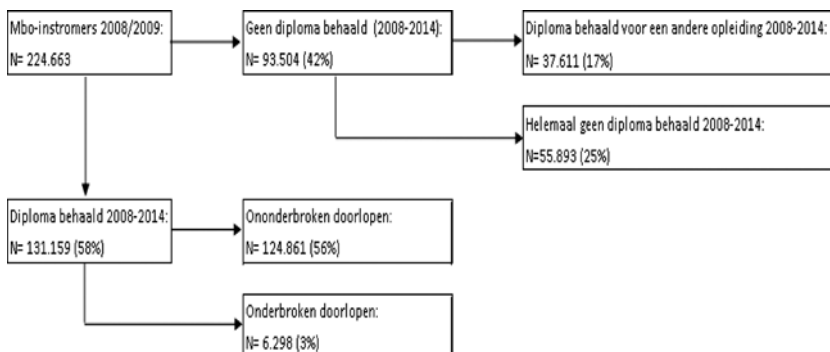 Mbo-instromers 2008/2009:
N= 224.663
Geen diploma behaald (2008-2014):
N= 93.504 (42%)
Diploma behaald voor een andere opleiding 2008-2014:
N= 37.611 (17%)
Helemaal geen diploma behaald 2008-2014:
N=55.893 (25%)
Diploma behaald 2008-2014:
N= 131.159 (58%)
Ononderbroken doorlopen:
N= 124.861 (56%)
Onderbroken doorlopen:
N= 6.298 (3%)